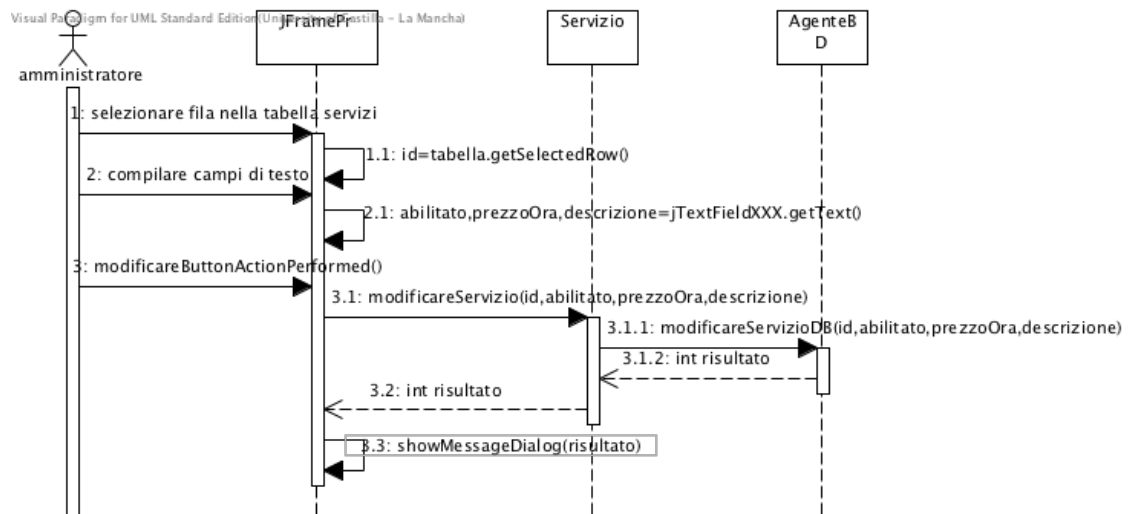 Visual Paradigm for UML Standard Edition(University of Castilla - La Mancha)
JFramePr
Servizio
AgenteB
D
amministratore
1: selezionare fila nella tabella servizi
1.1: id=tabella.getSelectedRow()
2: compilare campi di testo
2.1: abilitato,prezzoOra,descrizione=jTextFieldXXX.getText()
3: modificareButtonActionPerformed()
3.1: modificareServizio(id,abilitato,prezzoOra,descrizione)
3.1.1: modificareServizioDB(id,abilitato,prezzoOra,descrizione)
3.1.2: int risultato
3.2: int risultato
3.3: showMessageDialog(risultato)